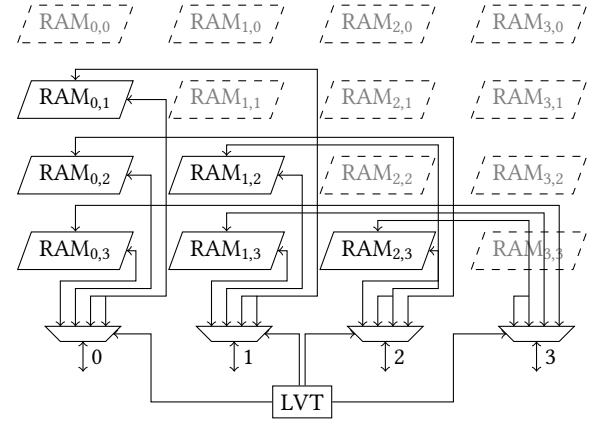 RAM0,0 RAM1,0 RAM2,0 RAM3,0
RAM0,1 RAM1,1 RAM2,1 RAM3,1
RAM0,2 RAM1,2 RAM2,2 RAM3,2
RAM0,3 RAM1,3 RAM2,3 RAM3,3
0 1 2 3
LVT